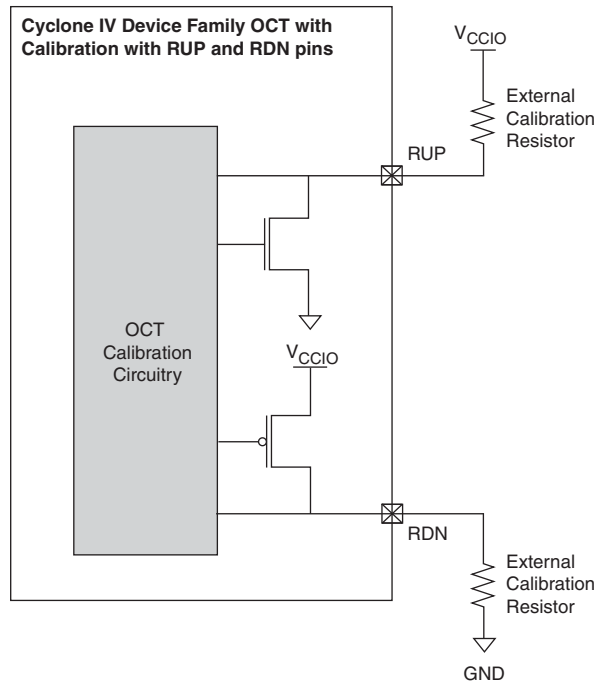 Cyclone IV Device Family OCT with
Calibration with RUP and RDN pins
VCCIO
External
Calibration
Resistor
RUP
OCT
Calibration
Circuitry
VCCIO
RDN
External
Calibration
Resistor
GND